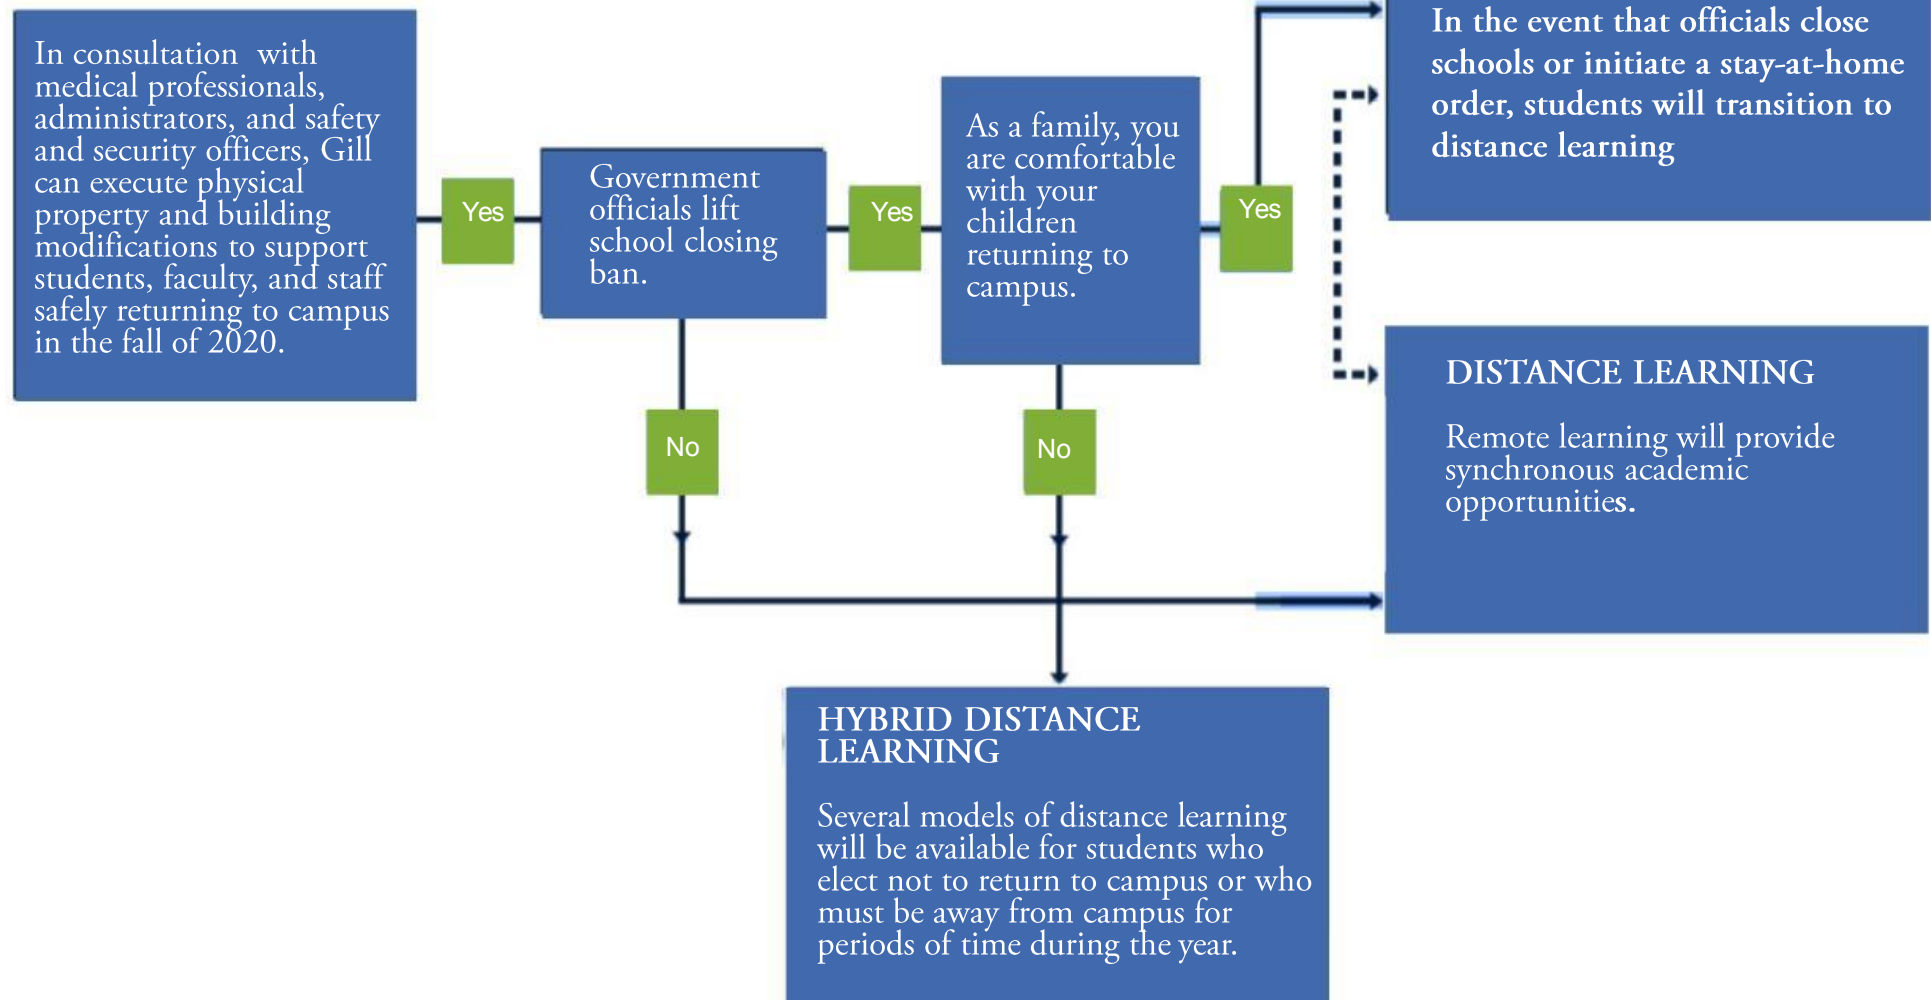 In consultation  with
medical professionals,
administrators, and safety
and security officers, Gill
can execute physical
property and building
modifications to support
students, faculty, and staff
safely returning to campus
in the fall of 2020.
Yes
Government
officials lift
school closing
ban.
Yes
As a family, you
are comfortable
with your
children
returning to
campus.
Yes
In the event that officials close
schools or initiate a stay-at-home
order, students will transition to
distance learning
No
No
DISTANCE LEARNING
Remote learning will provide
synchronous academic
opportunities.
HYBRID DISTANCE
LEARNING
Several models of distance learning
will be available for students who
elect not to return to campus or who
must be away from campus for
periods of time during the year.